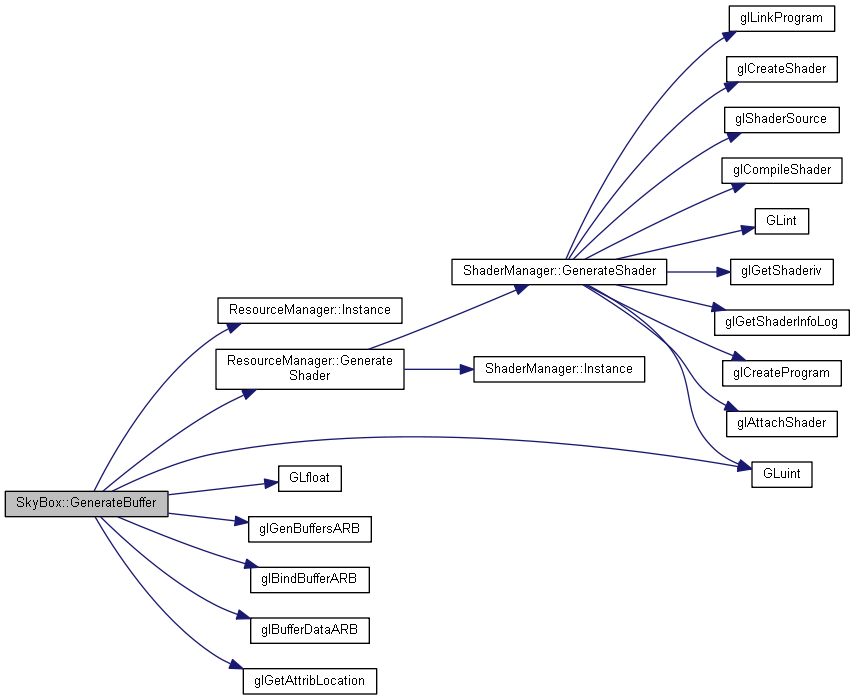 glLinkProgram
glCreateShader
glShaderSource
glCompileShader
GLint
ShaderManager::GenerateShader
glGetShaderiv
ResourceManager::Instance
glGetShaderInfoLog
ResourceManager::Generate
Shader
ShaderManager::Instance
glCreateProgram
glAttachShader
GLuint
GLfloat
SkyBox::GenerateBuffer
glGenBuffersARB
glBindBufferARB
glBufferDataARB
glGetAttribLocation